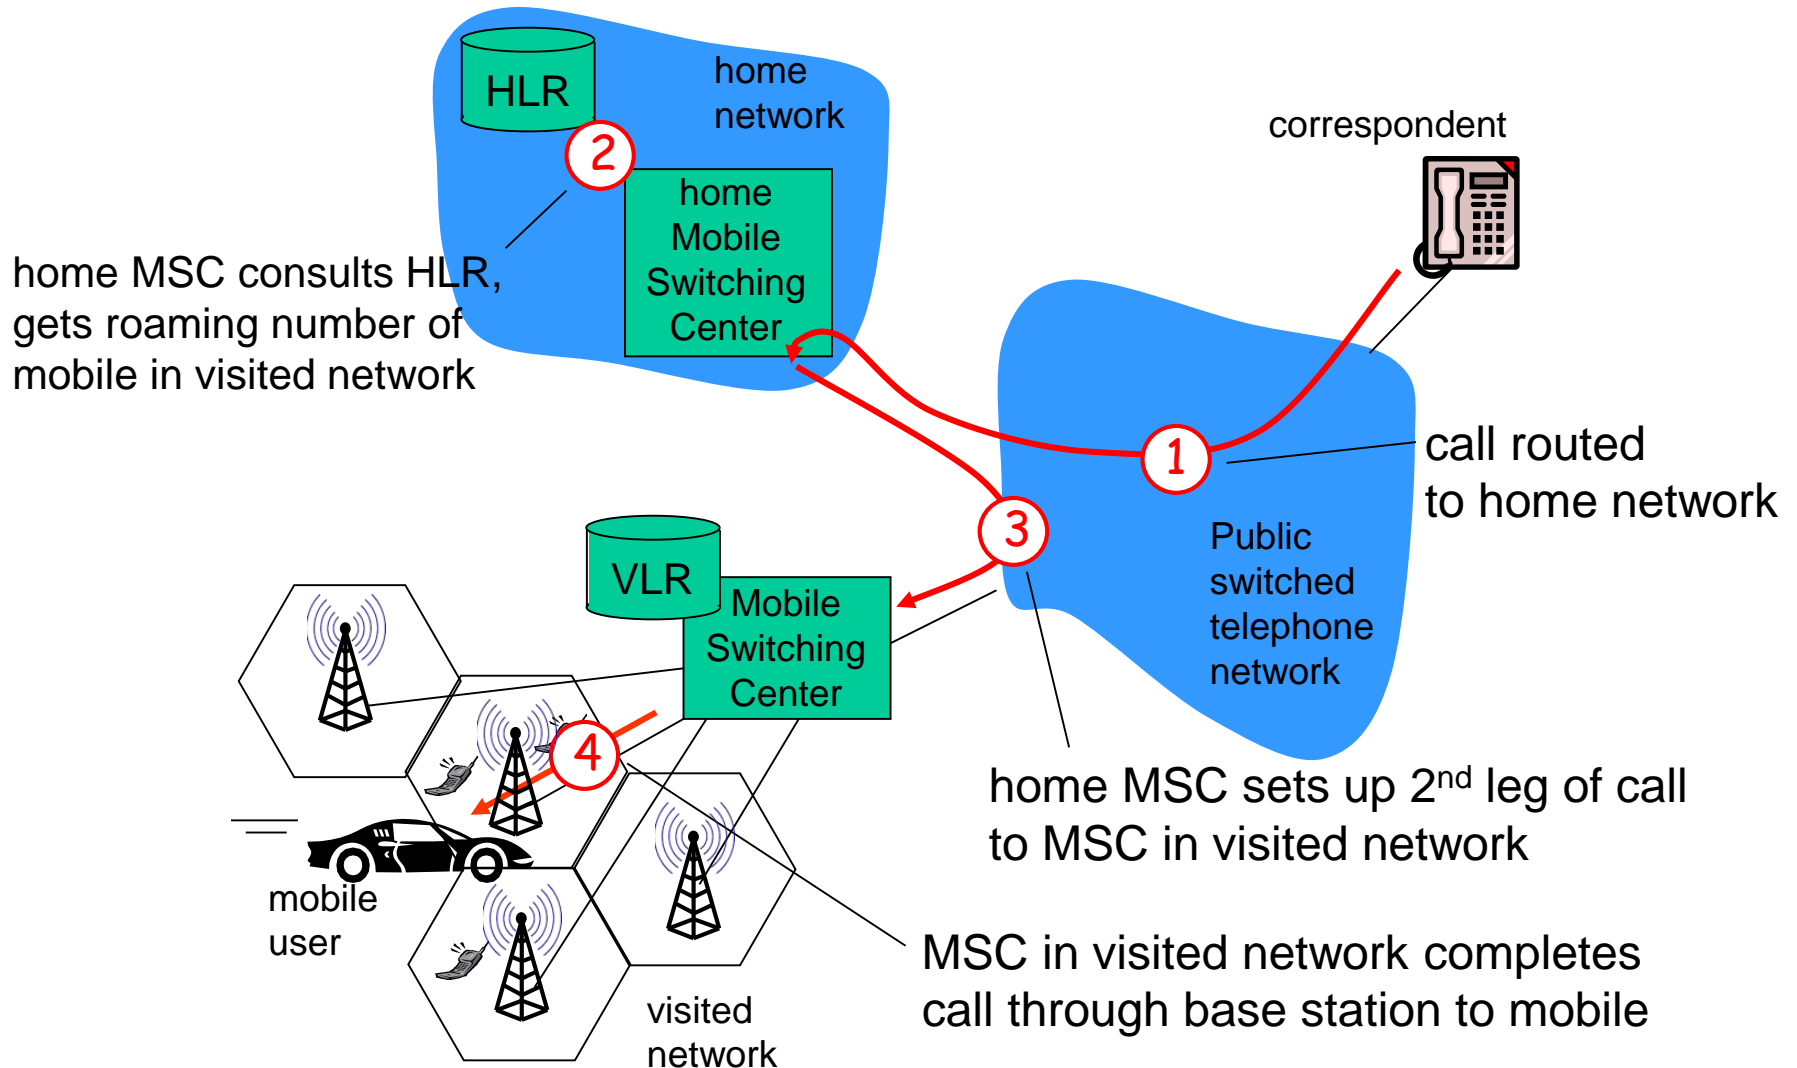 HLR
home
network
2
correspondent
home
Mobile
Switching
Center
home MSC consults HLR,
gets roaming number of
mobile in visited network
1
call routed
to home network
3
Public
switched
telephone
network
VLR
Mobile
Switching
Center
4
home MSC sets up 2nd leg of call
to MSC in visited network
mobile
user
MSC in visited network completes
call through base station to mobile
visited
network